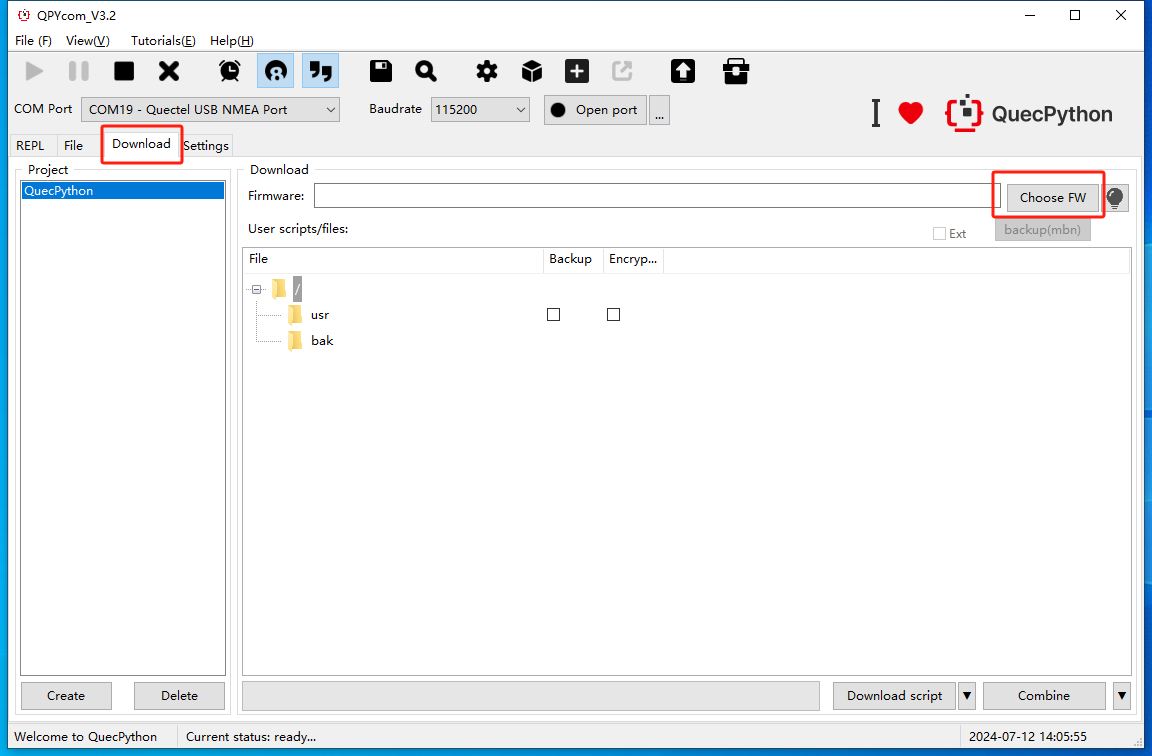 QPYcom_V3.2
File (F) View(V) Tutorials(E) Help(H)
COM Port COM19 - Quectel USB NMEA Port Baudrate 115200 Open port ... I QuecPython
REPL File Download Settings
Project Download
QuecPython Firmware: Choose FW
User scripts/files: Ext backup(mbn)
File Backup Encryp...
/
usr
bak
Create Delete Download script Combine
Welcome to QuecPython Current status: ready... 2024-07-12 14:05:55